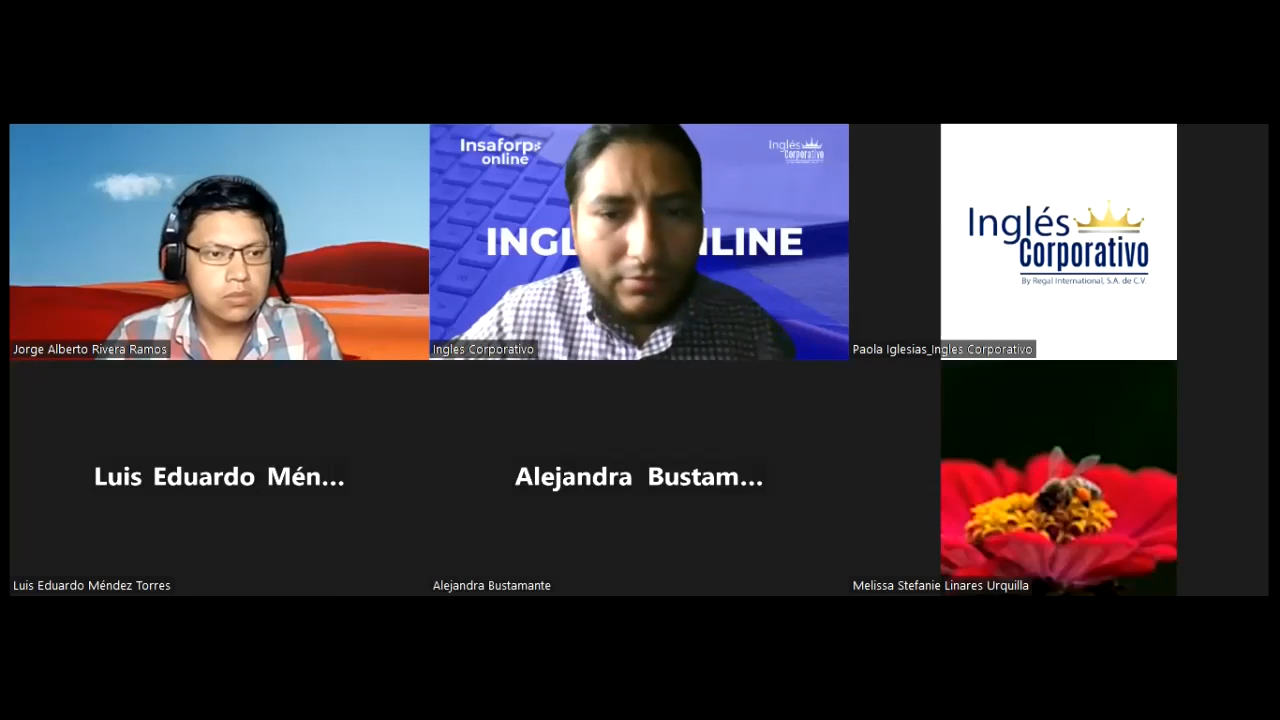 Insaforp
online
Inglés
Corporativo
INGL
NLINE
Inglés
Corporativo
By Regal International, S.A. de C.V.
Jorge Alberto Rivera Ramos
Ingles Corporativo
Paola Iglesias_Ingles Corporativo
Luis Eduardo Mén...
Alejandra Bustam...
Luis Eduardo Méndez Torres
Alejandra Bustamante
Melissa Stefanie Linares Urquilla